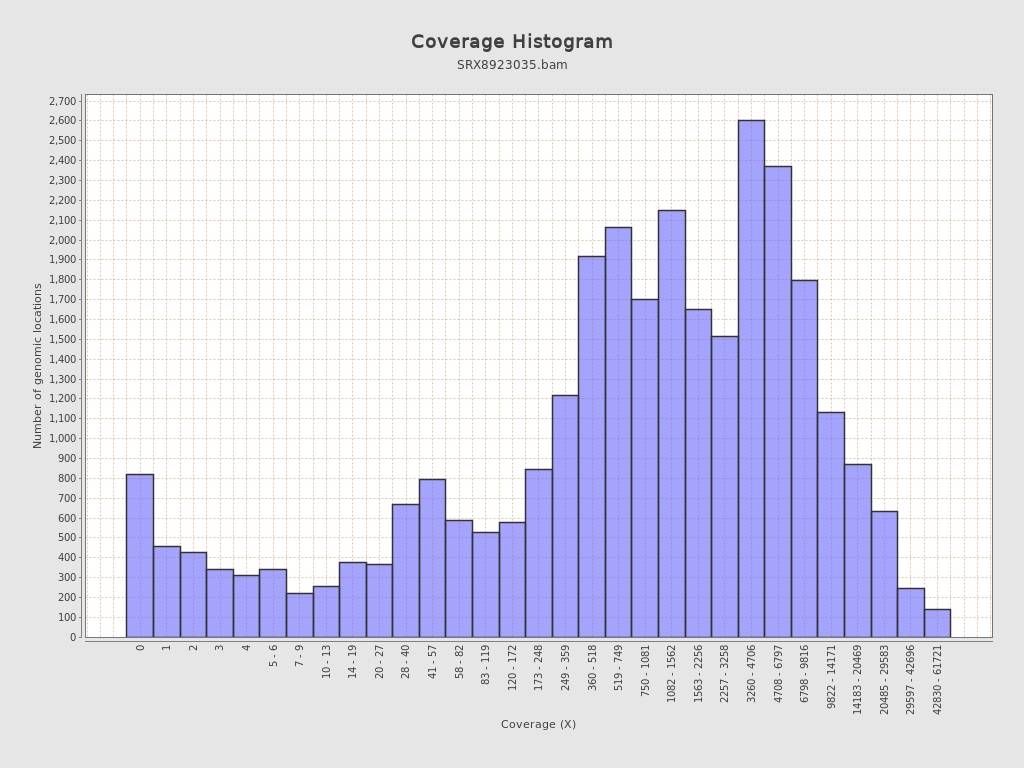 Coverage Histogram
SRX8923035.bam
Number of genomic locations
2,700
2,600
2,500
2,400
2,300
2,200
2,100
2,000
1,900
1,800
1,700
1,600
1,500
1,400
1,300
1,200
1,100
1,000
900
800
700
600
500
400
300
200
100
0
0
1
2
3
4
5 - 6
7 - 9
10 - 13
14 - 19
20 - 27
28 - 40
41 - 57
58 - 82
83 - 119
120 - 172
173 - 248
249 - 359
360 - 518
519 - 749
750 - 1081
1082 - 1562
1563 - 2256
2257 - 3258
3260 - 4706
4708 - 6797
6798 - 9816
9822 - 14171
14183 - 20469
20485 - 29583
29597 - 42696
42830 - 61721
Coverage (X)